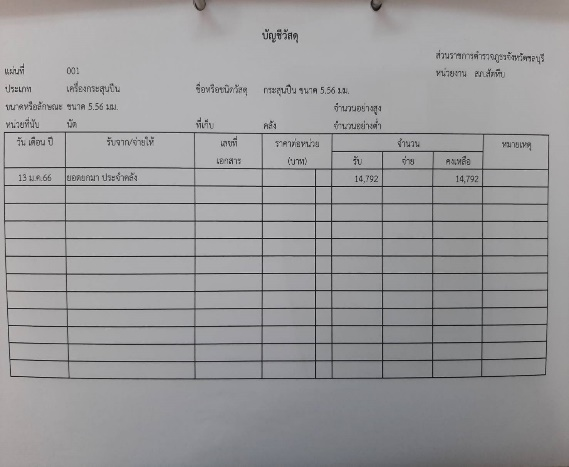 บัญชีวัสดุ
ส่วนราชการตำรวจภูธรจังหวัดชลบุรี
แผ่นที่ 001 หน่วยงาน สภ.สัตหีบ
ประเภท เครื่องกระสุนปืน ชื่อหรือชนิดวัสดุ กระสุนปืน ขนาด 5.56 มม.
ขนาดหรือลักษณะ ขนาด 5.56 มม. จำนวนอย่างสูง
หน่วยที่นับ นัด ที่เก็บ คลัง จำนวนอย่างต่ำ
วัน เดือน ปี รับจาก/จ่ายให้ เลขที่เอกสาร ราคาต่อหน่วย (บาท) จำนวน หมายเหตุ
รับ จ่าย คงเหลือ
13 ม.ค.66 ยอดยกมา ประจำคลัง 14,792 14,792